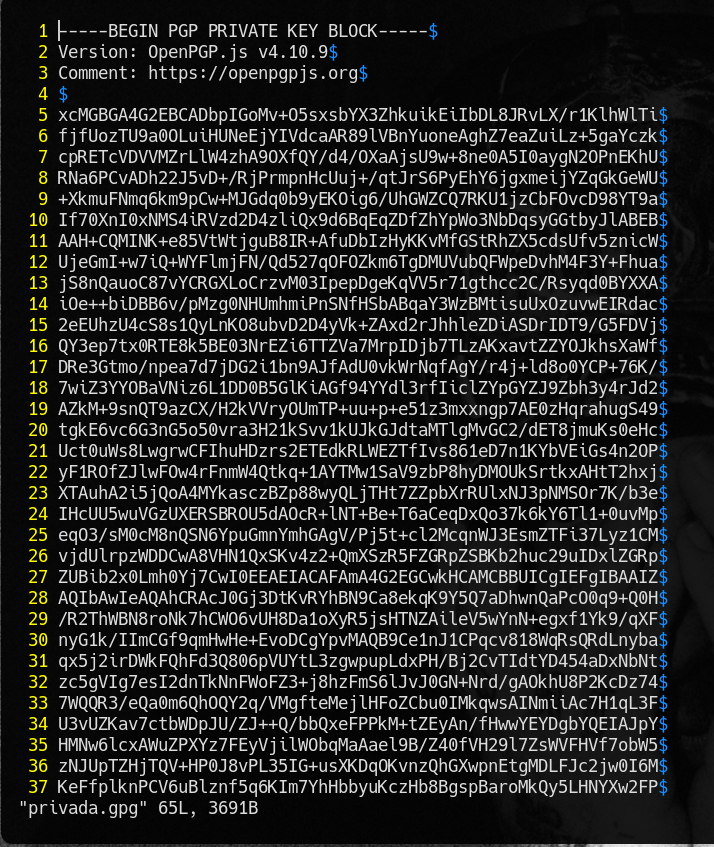 1 -----BEGIN PGP PRIVATE KEY BLOCK-----$
2 Version: OpenPGP.js v4.10.9$
3 Comment: https://openpgpjs.org$
4 $
5 xcMGBGA4G2EBCADbpIGoMv+O5sxsbYX3ZhkuikEiIbDL8JRvLX/r1KlhWlTi$
6 fjfUozTU9a0OLuiHUNeEjYIVdcaAR89lVBnYuoneAghZ7eaZuiLz+5gaYczk$
7 cpRETcVDVVMZrLlW4zhA9OXfQY/d4/OXaAjsU9w+8ne0A5I0aygN2OPnEKhU$
8 RNa6PCvADh22J5vD+/RjPrmpnHcUuj+/qtJrS6PyEhY6jgxmeijYZqGkGeWU$
9 +XkmuFNmq6km9pCw+MJGdq0b9yEKOig6/UhGWZCQ7RKU1jzCbFOvcD98YT9a$
10 If70XnI0xNMS4iRVzd2D4zliQx9d6BqEqZDfZhYpWo3NbDqsyGGtbyJlABEB$
11 AAH+CQMINK+e85VtWtjguB8IR+AfuDbIzHyKKvMfGStRhZX5cdsUfv5znicW$
12 UjeGmI+w7iQ+WYFlmjFN/Qd527qOFOZkm6TgDMUVubQFWpeDvhM4F3Y+Fhua$
13 jS8nQauoC87vYCRGXLoCrzvM03IpepDgeKqVV5r71gthcc2C/Rsyqd0BYXXA$
14 iOe++biDBB6v/pMzg0NHUmhmiPnSNfHSbABqaY3WzBMtisuUxOzuvwEIRdac$
15 2eEUhzU4cS8s1QyLnKO8ubvD2D4yVk+ZAxd2rJhhleZDiASDrIDT9/G5FDVj$
16 QY3ep7tx0RTE8k5BE03NrEZi6TTZVa7MrpIDjb7TLzAKxavtZZYOJkhsXaWf$
17 DRe3Gtmo/npea7d7jDG2i1bn9AJfAdU0vkWrNqfAgY/r4j+ld8o0YCP+76K/$
18 7wiZ3YYOBaVNiz6L1DD0B5GlKiAGf94YYdl3rfIiclZYpGYZJ9Zbh3y4rJd2$
19 AZkM+9snQT9azCX/H2kVVryOUmTP+uu+p+e51z3mxxngp7AE0zHqrahugS49$
20 tgkE6vc6G3nG5o50vra3H21kSvv1kUJkGJdtaMTlgMvGC2/dET8jmuKs0eHc$
21 Uct0uWs8LwgrwCFIhuHDzrs2ETEdkRLWEZTfIvs861eD7n1KYbVEiGs4n2OP$
22 yF1ROfZJlwFOw4rFnmW4Qtkq+1AYTMw1SaV9zbP8hyDMOUkSrtkxAHtT2hxj$
23 XTAuhA2i5jQoA4MYkasczBZp88wyQLjTHt7ZZpbXrRUlxNJ3pNMSOr7K/b3e$
24 IHcUU5wuVGzUXERSBROU5dAOcR+lNT+Be+T6aCeqDxQo37k6kY6Tl1+0uvMp$
25 eqO3/sM0cM8nQSN6YpuGmnYmhGAgV/Pj5t+cl2McqnWJ3EsmZTFi37Lyz1CM$
26 vjdUlrpzWDDCwA8VHN1QxSKv4z2+QmXSzR5FZGRpZSBKb2huc29uIDxlZGRp$
27 ZUBib2x0Lmh0Yj7CwI0EEAEIACAFAmA4G2EGCwkHCAMCBBUICgIEFgIBAAIZ$
28 AQIbAwIeAQAhCRAcJ0Gj3DtKvRYhBN9Ca8ekqK9Y5Q7aDhwnQaPcO0q9+Q0H$
29 /R2ThWBN8roNk7hCWO6vUH8Da1oXyR5jsHTNZAileV5wYnN+egxf1Yk9/qXF$
30 nyG1k/IImCGf9qmHwHe+EvoDCgYpvMAQB9Ce1nJ1CPqcv818WqRsQRdLnyba$
31 qx5j2irDWkFQhFd3Q806pVUYtL3zgwpupLdxPH/Bj2CvTIdtYD454aDxNbNt$
32 zc5gVIg7esI2dnTkNnFWoFZ3+j8hzFmS6lJvJ0GN+Nrd/gAOkhU8P2KcDz74$
33 7WQQR3/eQa0m6QhOQY2q/VMgfteMejlHFoZCbu0IMkqwsAINmiiAc7H1qL3F$
34 U3vUZKav7ctbWDpJU/ZJ++Q/bbQxeFPPkM+tZEyAn/fHwwYEYDgbYQEIAJpY$
35 HMNw6lcxAWuZPXYz7FEyVjilWObqMaAael9B/Z40fVH29l7ZsWVFHVf7obW5$
36 zNJUpTZHjTQV+HP0J8vPL35IG+usXKDqOKvnzQhGXwpnEtgMDLFJc2jw0I6M$
37 KeFfplknPCV6uBlznf5q6KIm7YhHbbyuKczHb8BgspBaroMkQy5LHNYXw2FP$
"privada.gpg" 65L, 3691B